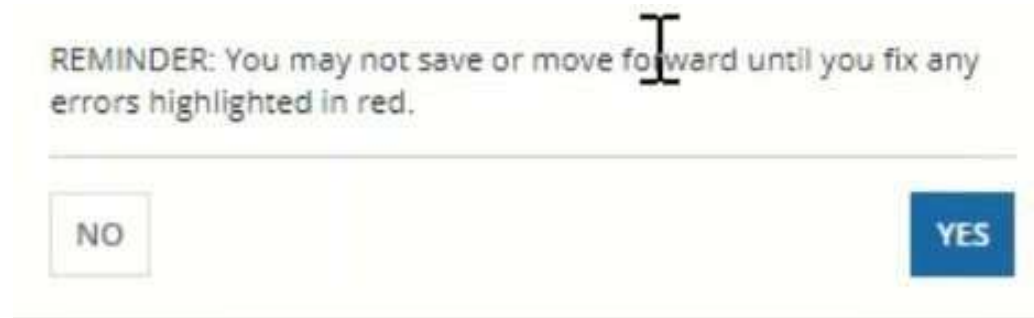 REMINDER: You may not save or move forward until you fix any
errors highlighted in red.
NO
YES